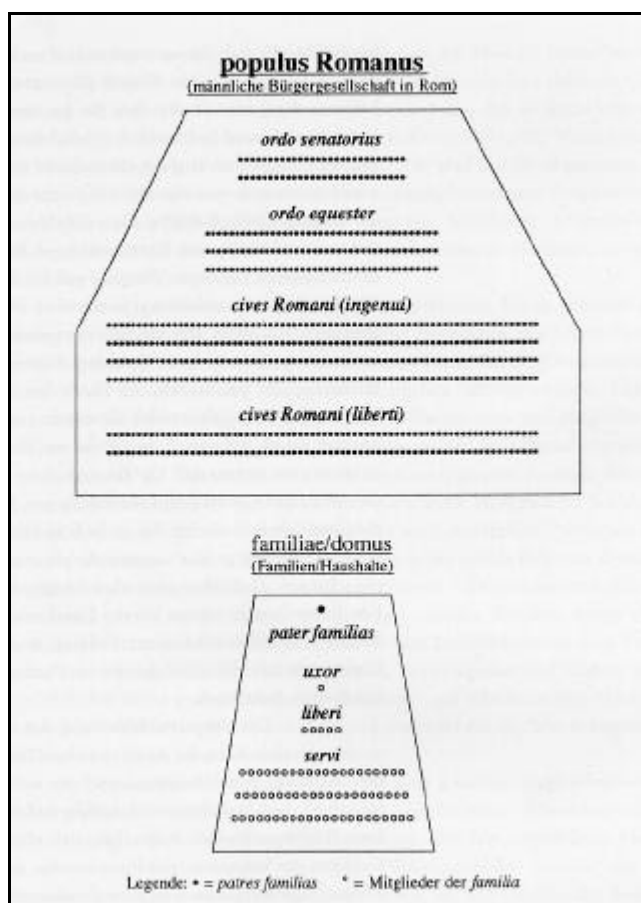 populus Romanus
(männliche Bürgergesellschaft in Rom)
ordo senatorius
ordo equester
cives Romani (ingenui)
cives Romani (liberti)
familiae/domus
(Familien/Haushalte)
pater familias
uxor
liberi
servi
Legende: • = patres familias ° = Mitglieder der familia